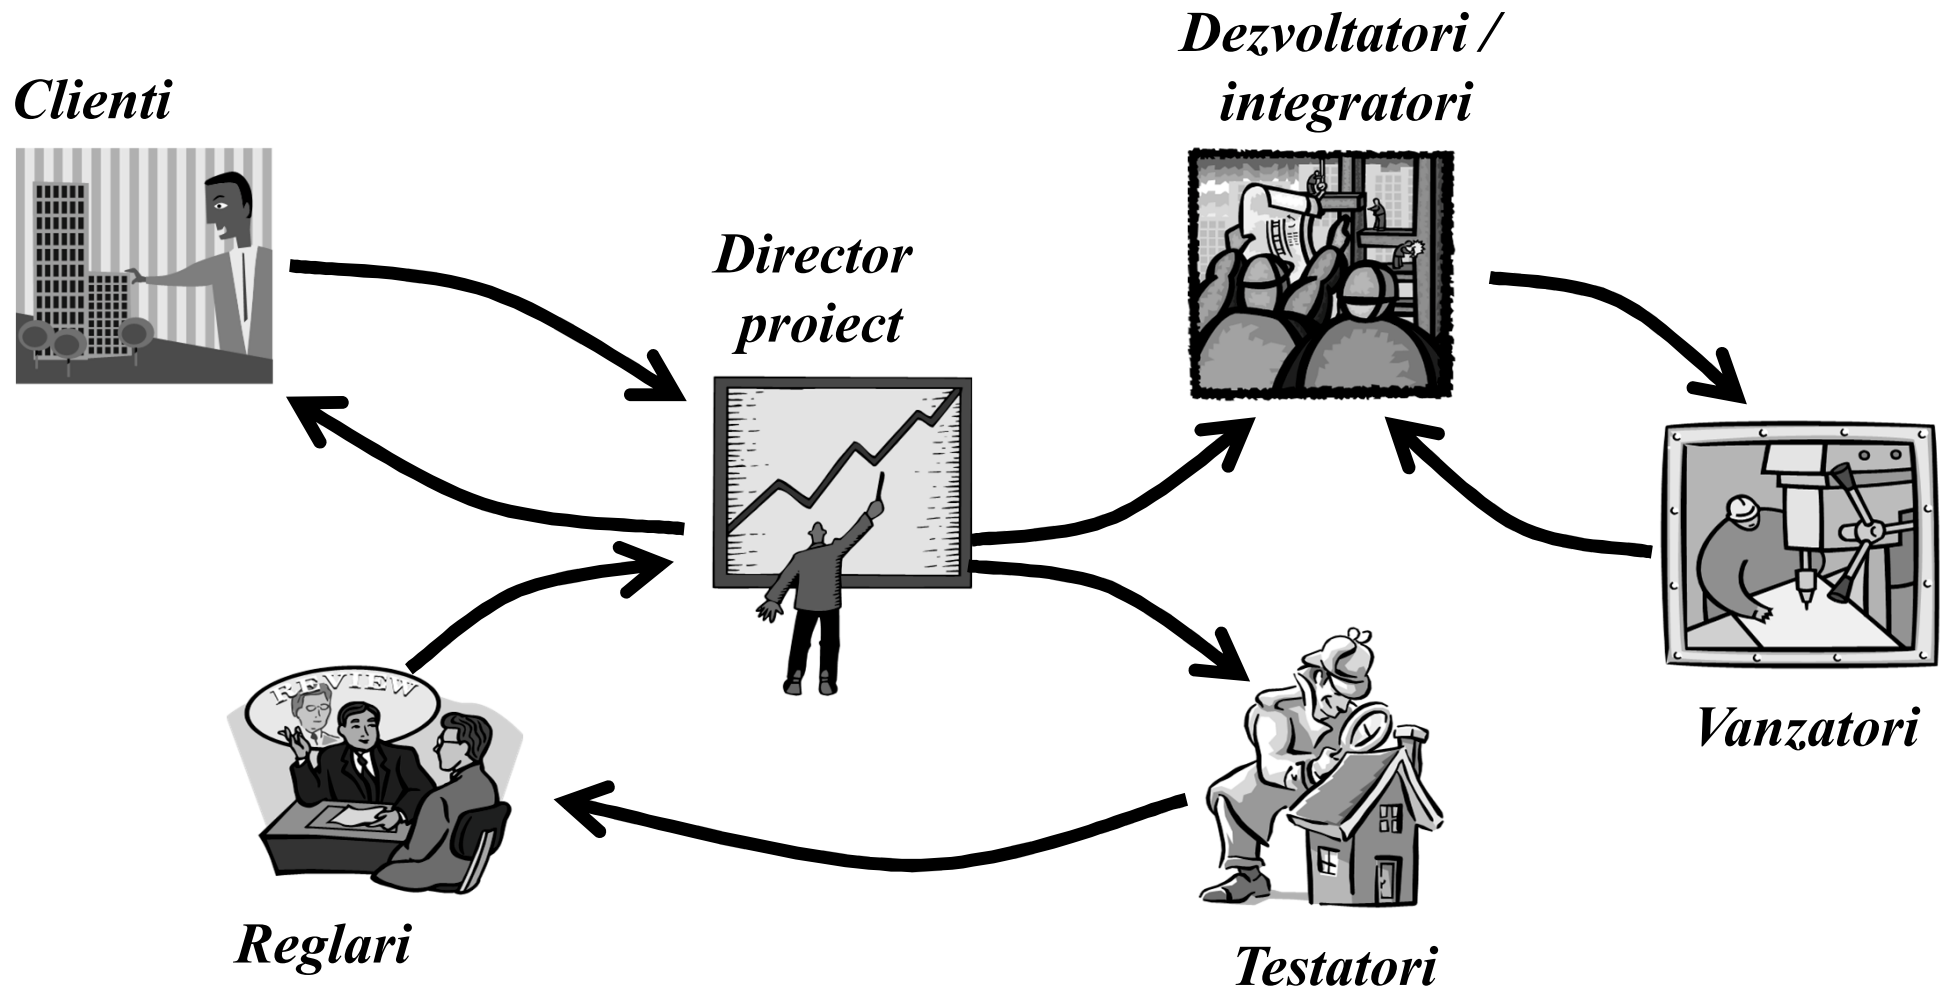 Clienti
Dezvoltatori /
integratori
Director
proiect
REVIEW
Vanzatori
Reglari
Testatori